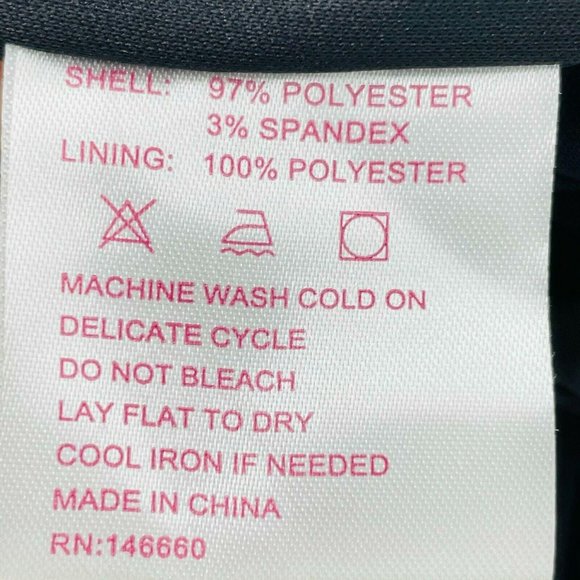 SHELL: 97% POLYESTER
3% SPANDEX
LINING: 100% POLYESTER
MACHINE WASH COLD ON
DELICATE CYCLE
DO NOT BLEACH
LAY FLAT TO DRY
COOL IRON IF NEEDED
MADE IN CHINA
RN:146660